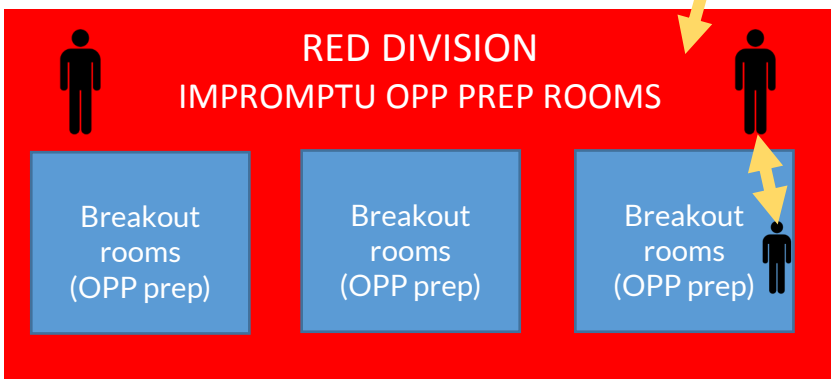 RED DIVISION
IMPROMPTU OPP PREP ROOMS
Breakout
rooms
(OPP prep)
Breakout
rooms
(OPP prep)
Breakout
rooms
(OPP prep)